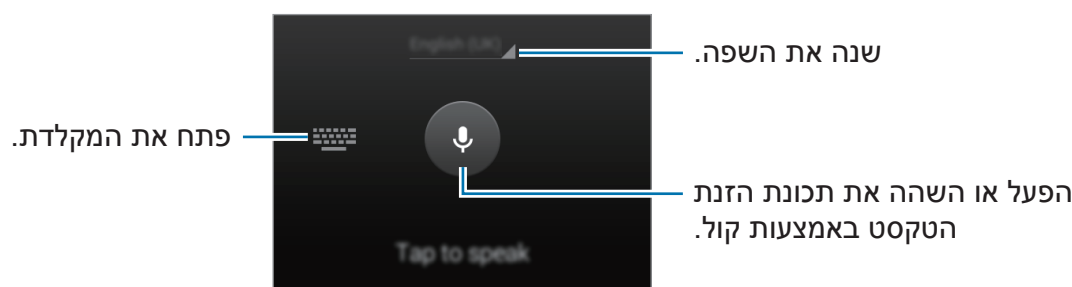 English (UK)
שנה את השפה.
פתח את המקלדת.
הפעל או השהה את תכונת הזנת
הטקסט באמצעות קול.
Tap to speak